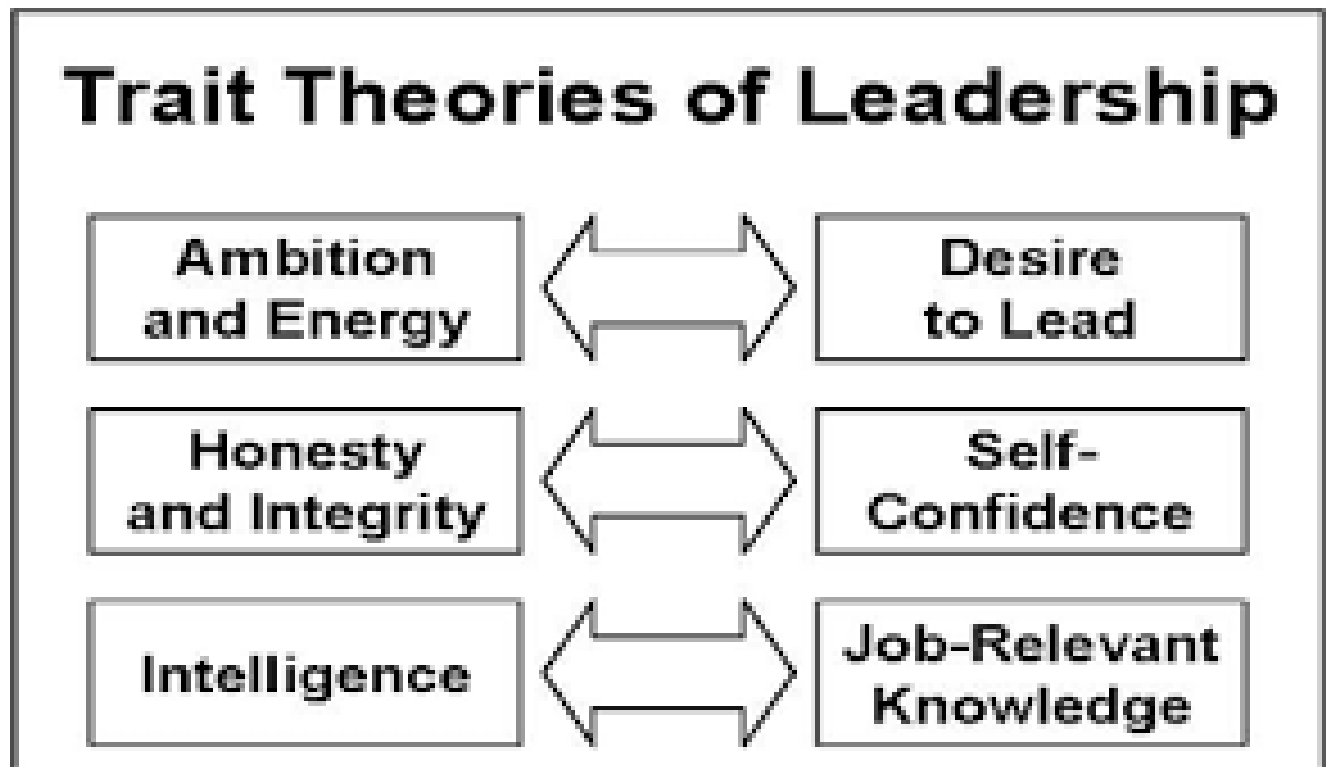 Trait Theories of Leadership
Ambition
and Energy
Desire
to Lead
Honesty
and Integrity
Self-
Confidence
Intelligence
Job-Relevant
Knowledge